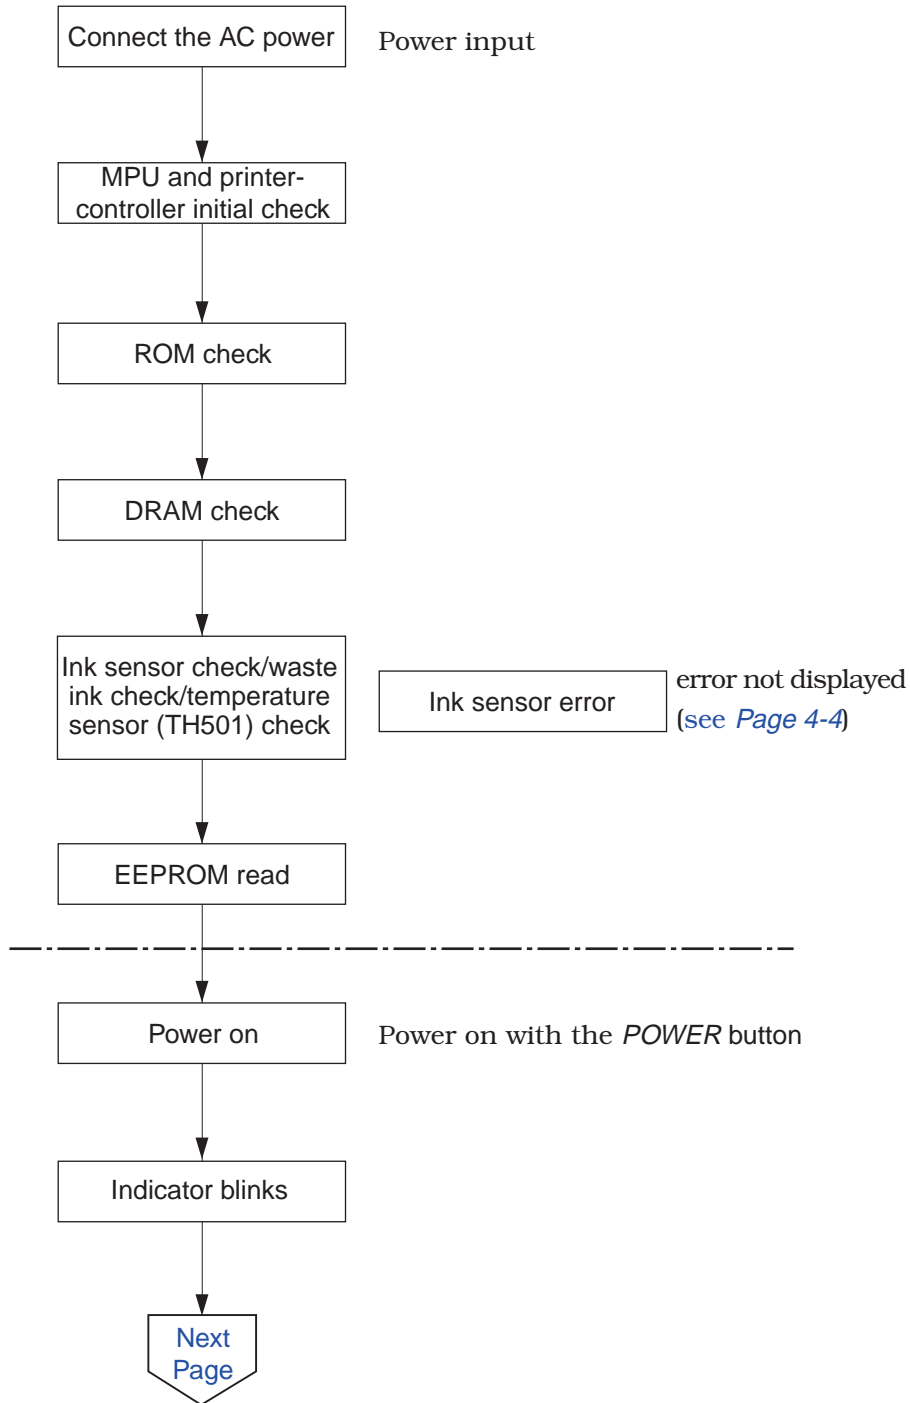 Connect the AC power
Power input
MPU and printer-
controller initial check
ROM check
DRAM check
Ink sensor check/waste
ink check/temperature
sensor (TH501) check
Ink sensor error
error not displayed
(see Page 4-4)
EEPROM read
Power on
Power on with the POWER button
Indicator blinks
Next
Page